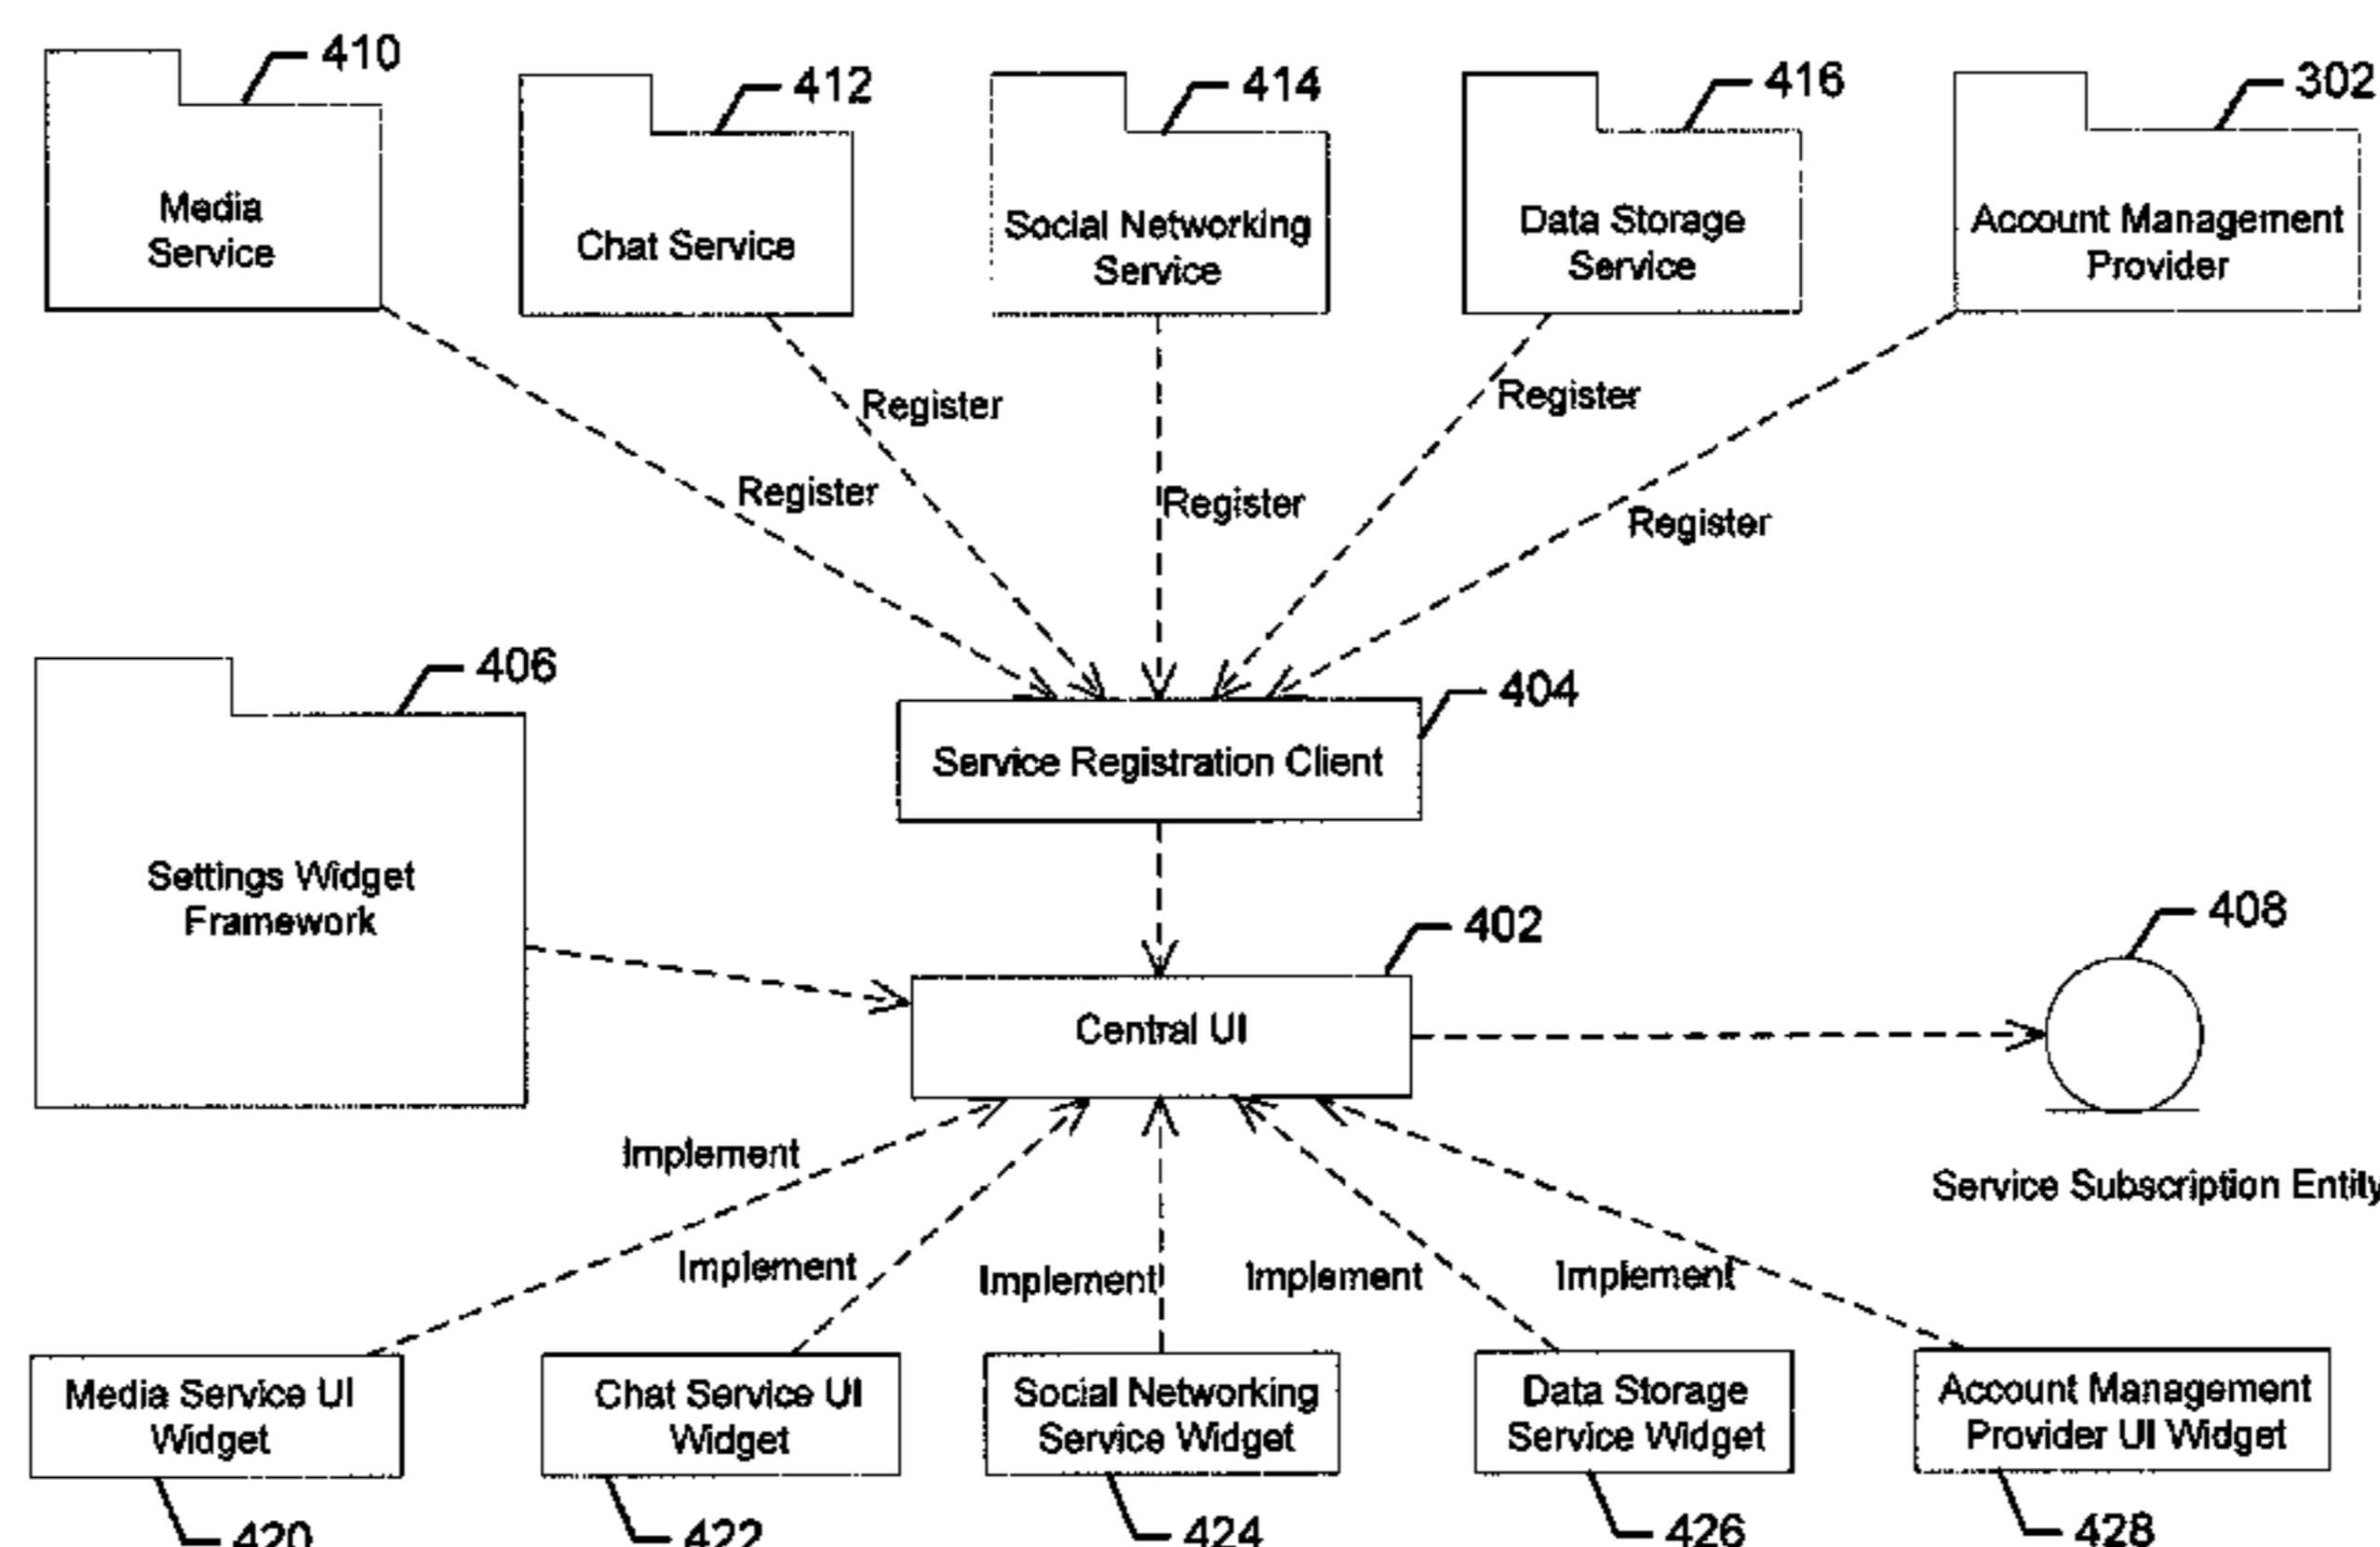 410
412
414
416
302
Media
Service
Chat Service
Social Networking
Service
Data Storage
Service
Account Management
Provider
Register
Register
Register
Register
Register
406
404
Service Registration Client
Settings Widget
Framework
402
408
Central UI
Service Subscription Entity
Implement
Implement
Implement
Implement
Implement
Media Service UI
Widget
Chat Service UI
Widget
Social Networking
Service Widget
Data Storage
Service Widget
Account Management
Provider UI Widget
420
422
424
426
428